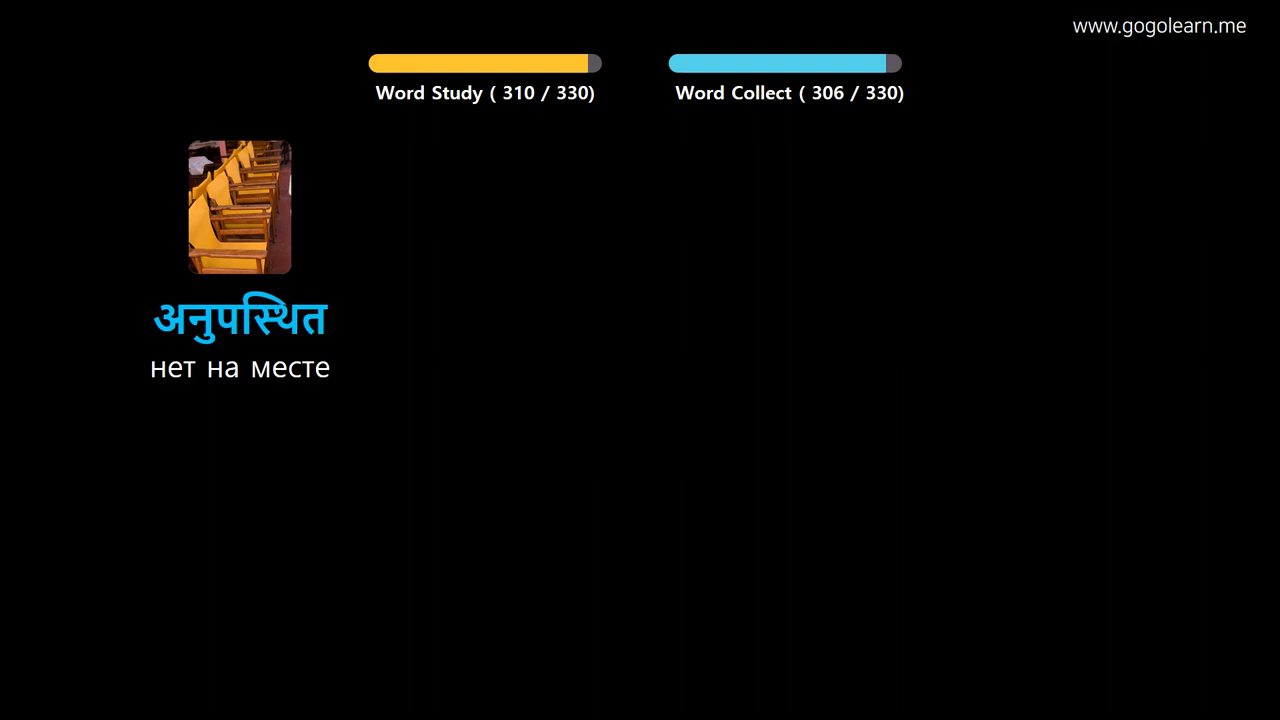 www.gogolearn.me
Word Study ( 310 / 330)
Word Collect ( 306 / 330)
अनुपस्थित
нет на месте